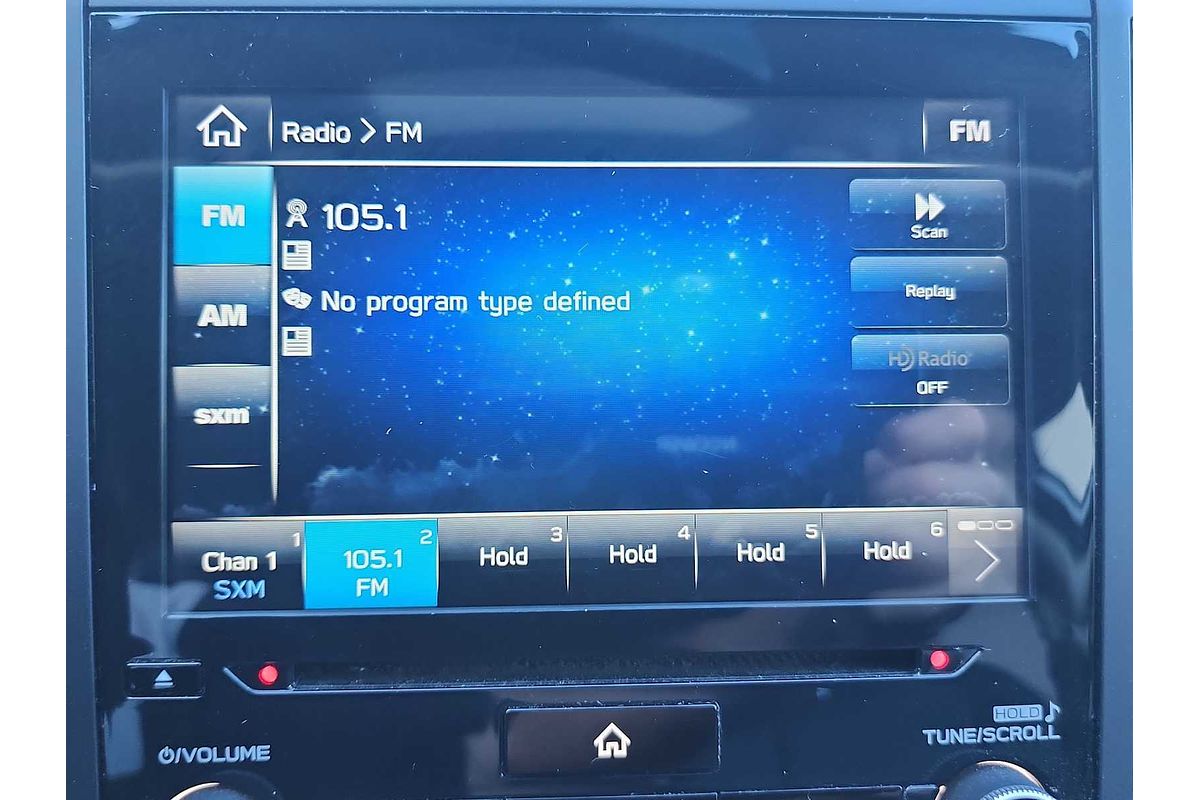 Radio > FM
FM
FM
105.1
Scan
No program type defined
Replay
AM
HD Radio
OFF
sxm
1
Chan 1
SXM
2
105.1
FM
3
Hold
4
Hold
5
Hold
6
Hold
/VOLUME
HOLD
TUNE/SCROLL